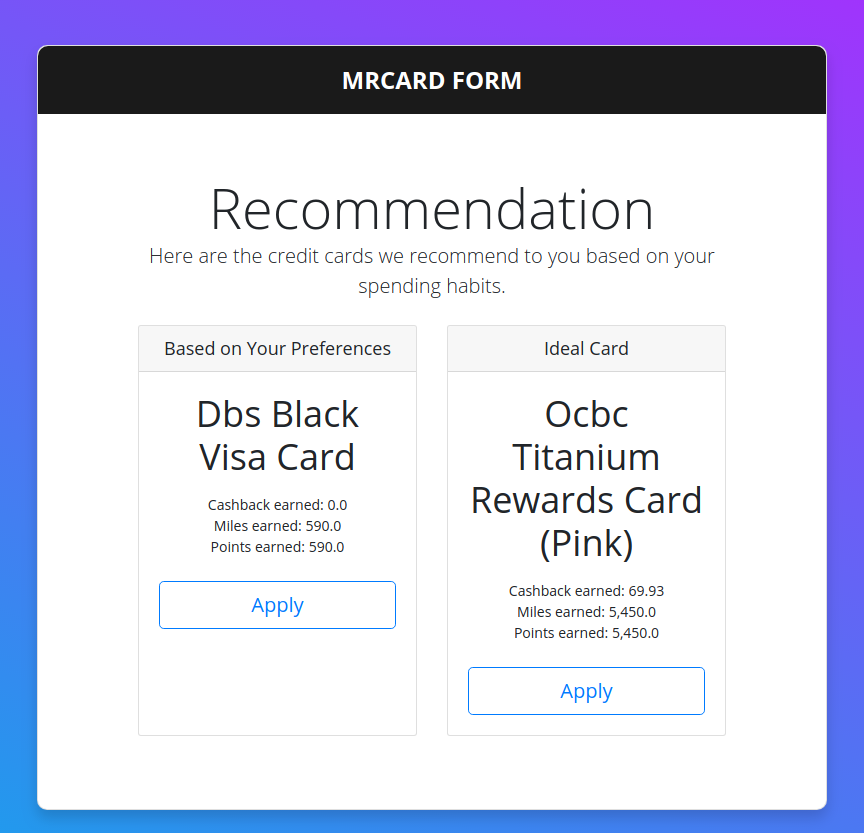 MRCARD FORM
Recommendation
Here are the credit cards we recommend to you based on your
spending habits.
Based on Your Preferences
Dbs Black
Visa Card
Cashback earned: 0.0
Miles earned: 590.0
Points earned: 590.0
Apply
Ideal Card
Ocbc
Titanium
Rewards Card
(Pink)
Cashback earned: 69.93
Miles earned: 5,450.0
Points earned: 5,450.0
Apply